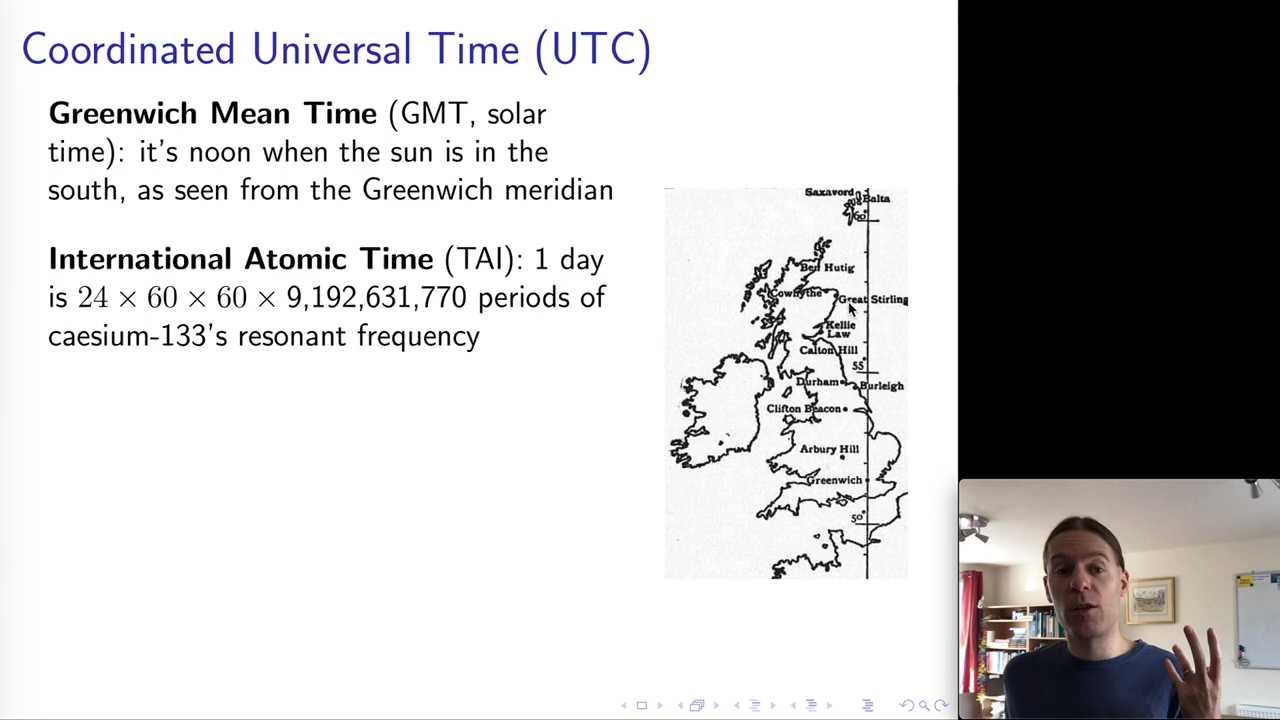 Coordinated Universal Time (UTC)
Greenwich Mean Time (GMT, solar
time): it's noon when the sun is in the
south, as seen from the Greenwich meridian
International Atomic Time (TAI): 1 day
is 24 × 60 × 60 × 9,192,631,770 periods of
caesium-133's resonant frequency
Saxavord
Balta
60°
Ben Hutig
Cowhythe
Great Stirling
Kellie
Law
Calton Hill
55°
Durham
Burleigh
Clifton Beacon
Arbury Hill
Greenwich
50°